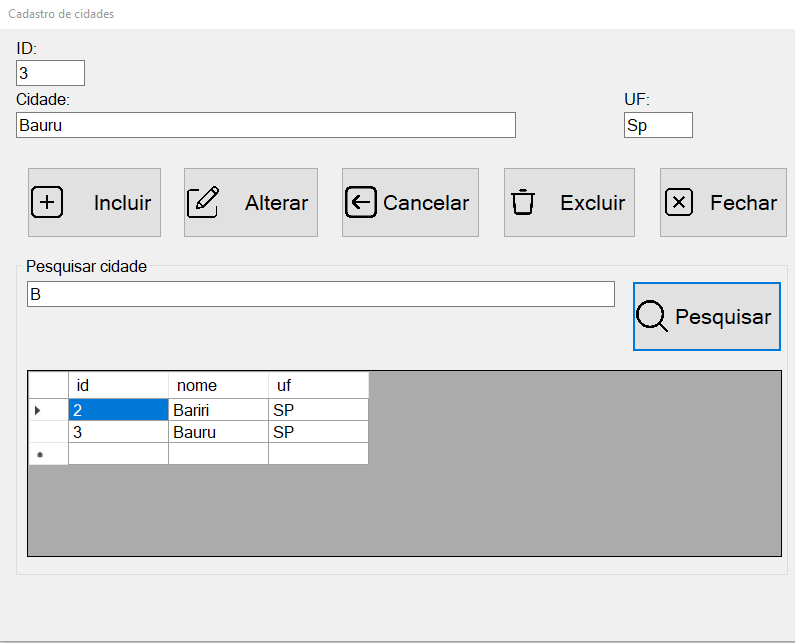 Cadastro de cidades
ID:
3
Cidade: UF:
Bauru Sp
Incluir Alterar Cancelar Excluir Fechar
Pesquisar cidade
B
Pesquisar
id nome uf
2 Bariri SP
3 Bauru SP